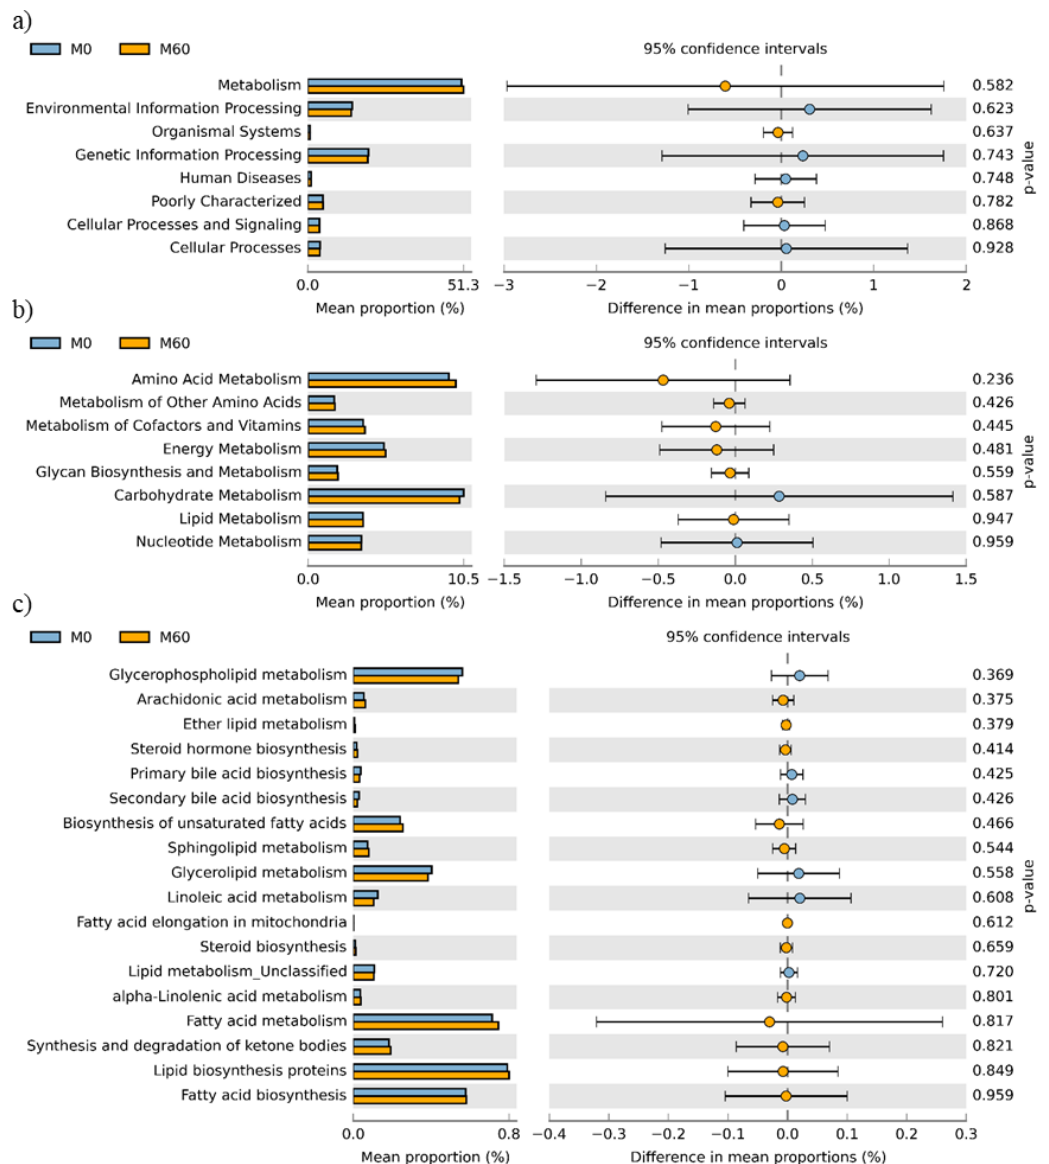 a)
M0 M60 95% confidence intervals
Metabolism 0.582
Environmental Information Processing 0.623
Organismal Systems 0.637
Genetic Information Processing 0.743
Human Diseases 0.748
Poorly Characterized 0.782
Cellular Processes and Signaling 0.868
Cellular Processes 0.928
p-value
0.0 51.3 −3 −2 −1 0 1 2
Mean proportion (%) Difference in mean proportions (%)
b)
M0 M60 95% confidence intervals
Amino Acid Metabolism 0.236
Metabolism of Other Amino Acids 0.426
Metabolism of Cofactors and Vitamins 0.445
Energy Metabolism 0.481
Glycan Biosynthesis and Metabolism 0.559
Carbohydrate Metabolism 0.587
Lipid Metabolism 0.947
Nucleotide Metabolism 0.959
p-value
0.0 10.5 −1.5 −1.0 −0.5 0.0 0.5 1.0 1.5
Mean proportion (%) Difference in mean proportions (%)
c)
M0 M60 95% confidence intervals
Glycerophospholipid metabolism 0.369
Arachidonic acid metabolism 0.375
Ether lipid metabolism 0.379
Steroid hormone biosynthesis 0.414
Primary bile acid biosynthesis 0.425
Secondary bile acid biosynthesis 0.426
Biosynthesis of unsaturated fatty acids 0.466
Sphingolipid metabolism 0.544
Glycerolipid metabolism 0.558
Linoleic acid metabolism 0.608
Fatty acid elongation in mitochondria 0.612
Steroid biosynthesis 0.659
Lipid metabolism_Unclassified 0.720
alpha-Linolenic acid metabolism 0.801
Fatty acid metabolism 0.817
Synthesis and degradation of ketone bodies 0.821
Lipid biosynthesis proteins 0.849
Fatty acid biosynthesis 0.959
p-value
0.0 0.8 −0.4 −0.3 −0.2 −0.1 0.0 0.1 0.2 0.3
Mean proportion (%) Difference in mean proportions (%)